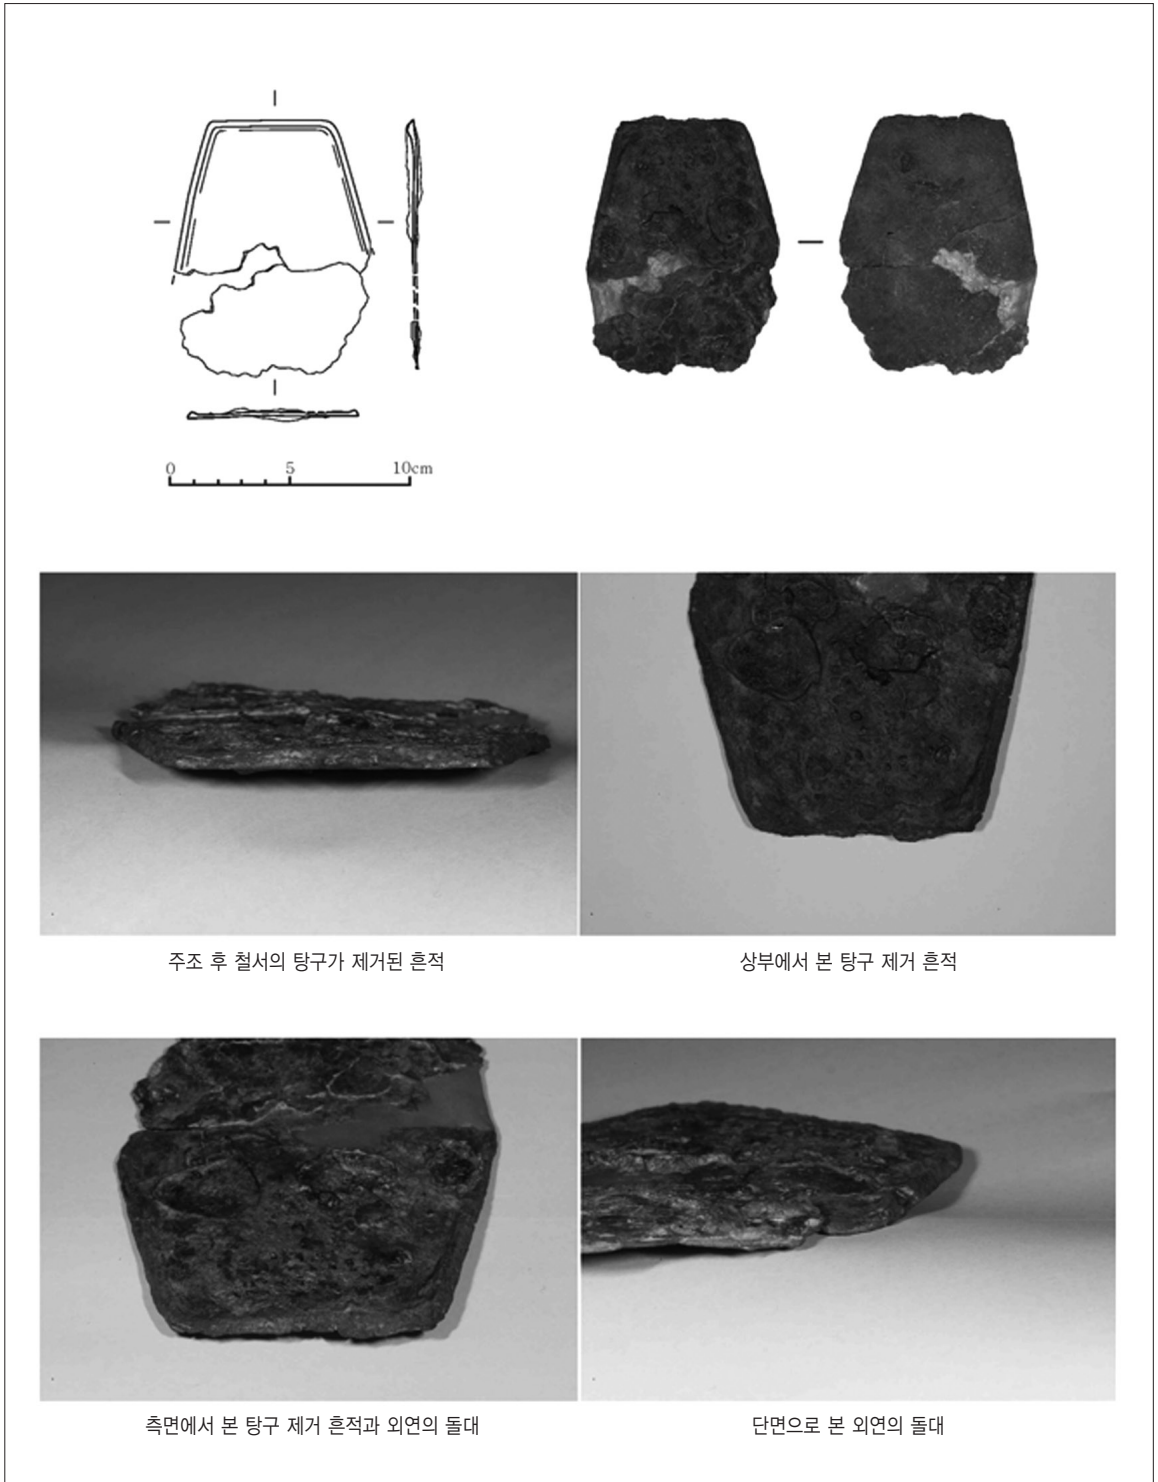 0 5 10cm
주조 후 철서의 탕구가 제거된 흔적
상부에서 본 탕구 제거 흔적
측면에서 본 탕구 제거 흔적과 외연의 돌대
단면으로 본 외연의 돌대